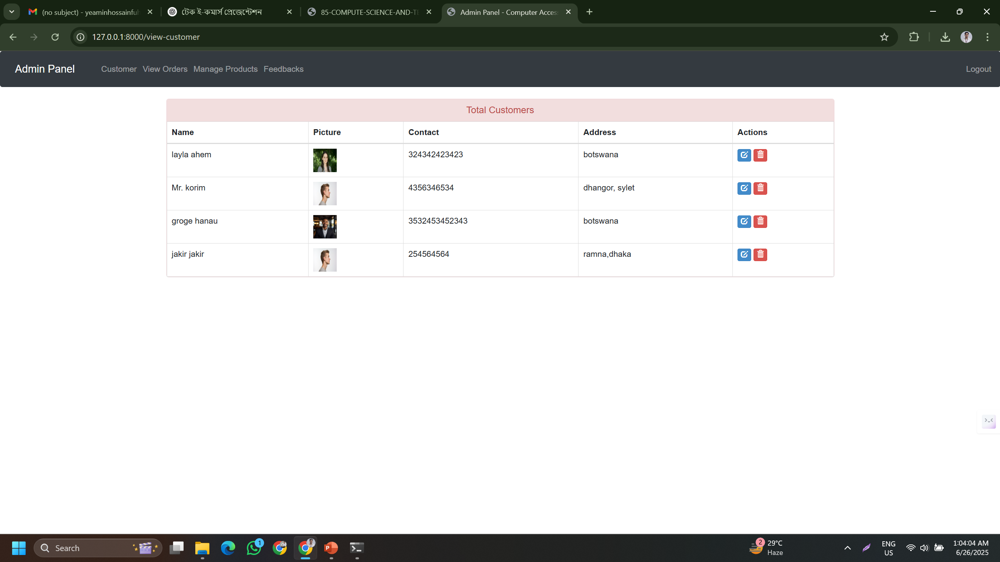 (no subject) - yeaminhossainfuh
টেক ই-কমার্স প্রেজেন্টেশন
85-COMPUTE-SCIENCE-AND-TE
Admin Panel - Computer Acces
127.0.0.1:8000/view-customer
Admin Panel Customer View Orders Manage Products Feedbacks Logout
Total Customers
Name Picture Contact Address Actions
layla ahem 324342423423 botswana
Mr. korim 4356346534 dhangor, sylet
groge hanau 3532453452343 botswana
jakir jakir 254564564 ramna,dhaka
Search
1
P
2
29°C
Haze
ENG
US
1:04:04 AM
6/26/2025